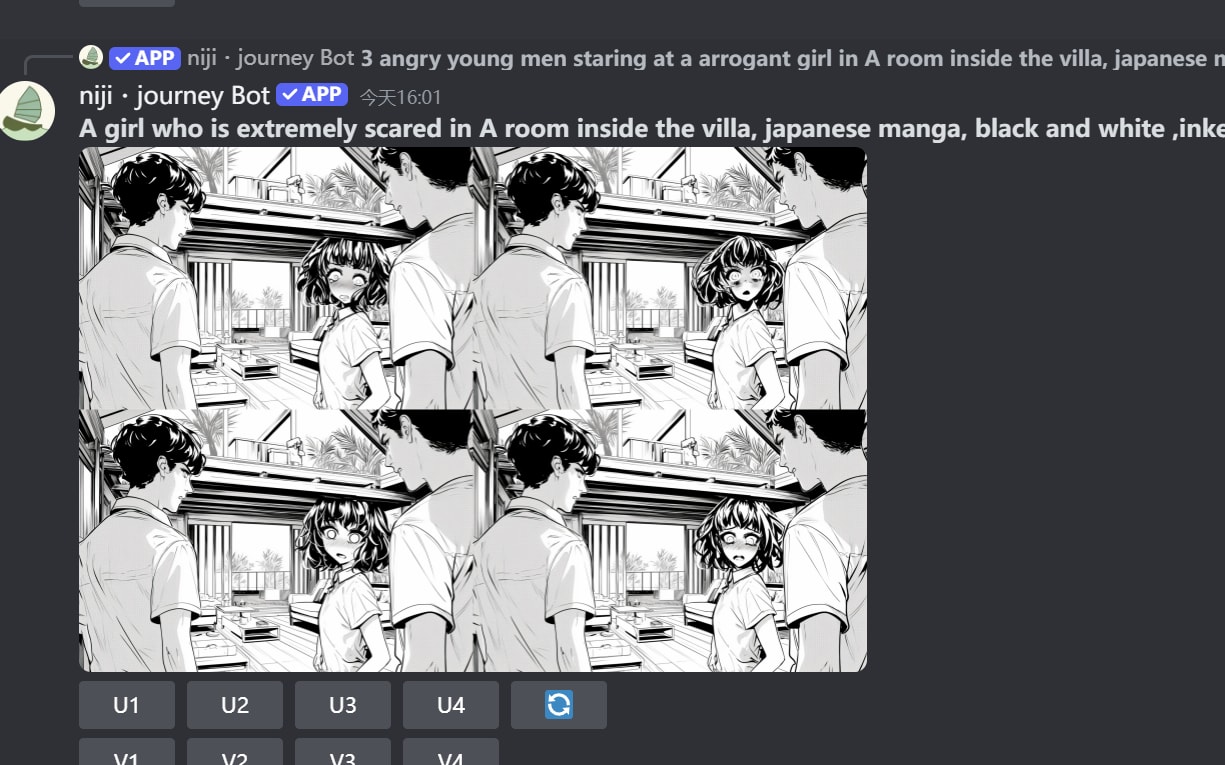 APP niji · journey Bot 3 angry young men staring at a arrogant girl in A room inside the villa, japanese
niji · journey Bot APP 今天16:01
A girl who is extremely scared in A room inside the villa, japanese manga, black and white ,inke
U1 U2 U3 U4
V1 V2 V3 V4